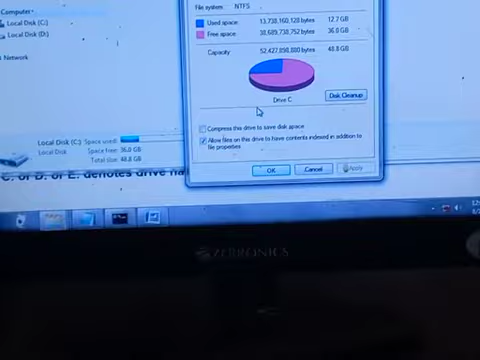 Computer
Local Disk (C:)
Local Disk (D:)
Network
File system: NTFS
Used space: 13,738,160,128 bytes 12.7 GB
Free space: 38,689,738,752 bytes 36.0 GB
Capacity: 52,427,898,880 bytes 48.8 GB
Drive C:
Disk Cleanup
Compress this drive to save disk space
Allow files on this drive to have contents indexed in addition to
file properties
OK Cancel Apply
Local Disk (C:) Space used:
Local Disk Space free: 36.0 GB
Total size: 48.8 GB
C. or D. or E. denotes drive na
ZEBRONICS